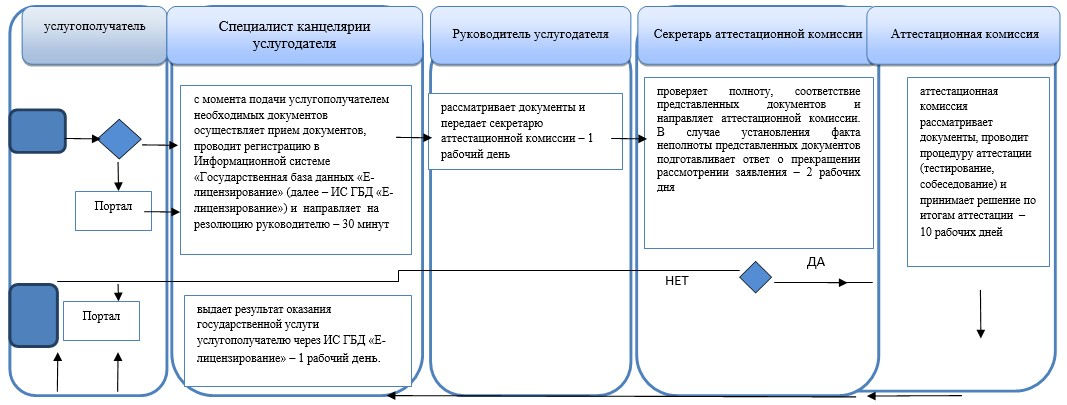 услугополучатель
Специалист канцелярии
услугодателя
Руководитель услугодателя
Секретарь аттестационной комиссии
Аттестационная комиссия
с момента подачи услугополучателем
необходимых документов
осуществляет прием документов,
проводит регистрацию в
Информационной системе
«Государственная база данных «Е-
лицензирование» (далее – ИС ГБД «Е-
лицензирование») и направляет на
резолюцию руководителю – 30 минут
рассматривает документы и
передает секретарю
аттестационной комиссии – 1
рабочий день
проверяет полноту, соответствие
представленных документов и
направляет аттестационной комиссии.
В случае установления факта
неполноты представленных документов
подготавливает ответ о прекращении
рассмотрении заявления – 2 рабочих
дня
аттестационная
комиссия
рассматривает
документы, проводит
процедуру аттестации
(тестирование,
собеседование) и
принимает решение по
итогам аттестации –
10 рабочих дней
Портал
ДА
НЕТ
Портал
выдает результат оказания
государственной услуги
услугополучателю через ИС ГБД «Е-
лицензирование» – 1 рабочий день.